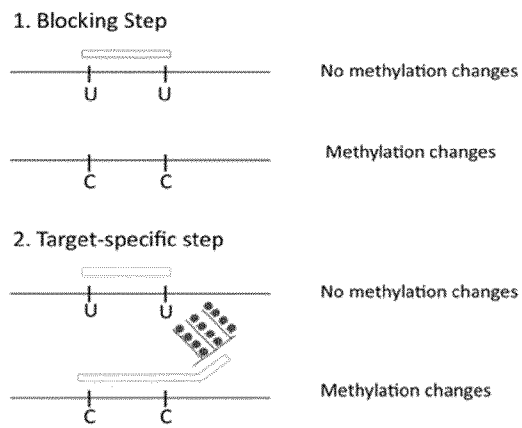 1. Blocking Step
No methylation changes
U U
Methylation changes
C C
2. Target-specific step
No methylation changes
U U
Methylation changes
C C